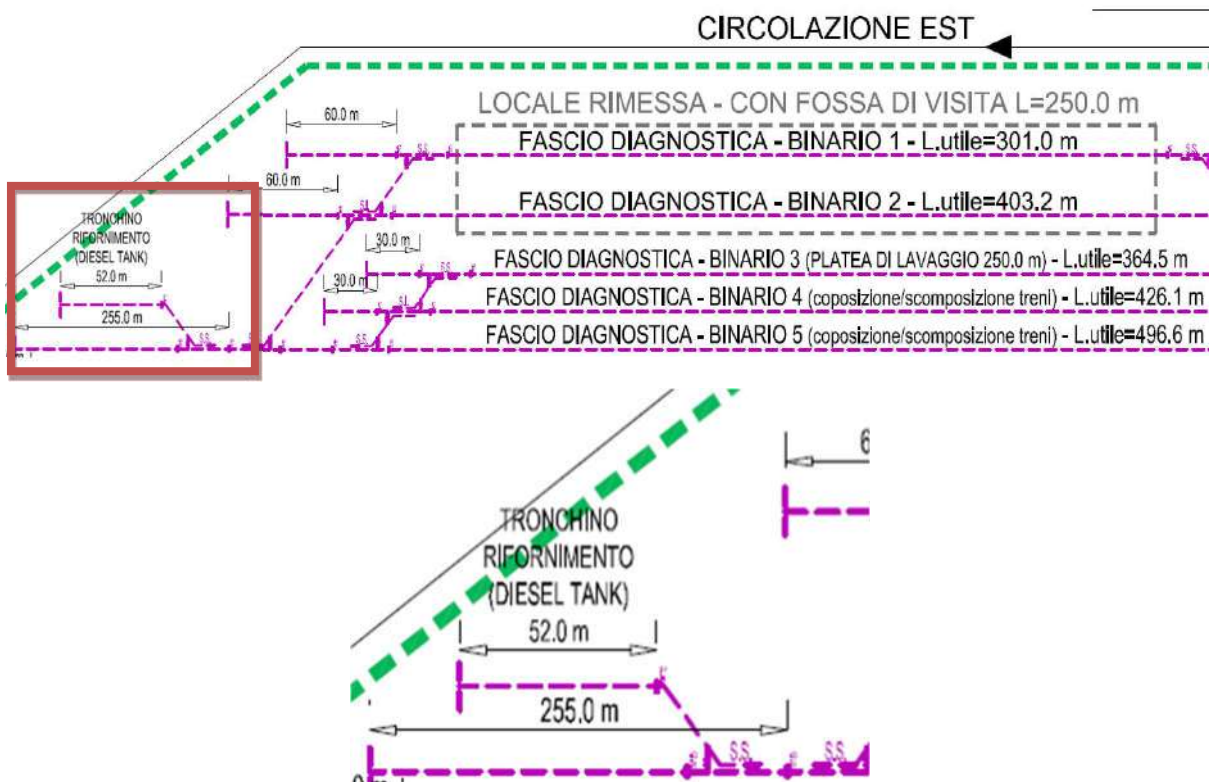 CIRCOLAZIONE EST
LOCALE RIMESSA - CON FOSSA DI VISITA L=250.0 m
60.0 m
FASCIO DIAGNOSTICA - BINARIO 1 - L.utile=301.0 m
S.S.
S.S.
60.0 m
FASCIO DIAGNOSTICA - BINARIO 2 - L.utile=403.2 m
S.I.
TRONCHINO
RIFORNIMENTO
(DIESEL TANK)
52.0 m
30.0 m
FASCIO DIAGNOSTICA - BINARIO 3 (PLATEA DI LAVAGGIO 250.0 m) - L.utile=364.5 m
S.S.
30.0 m
FASCIO DIAGNOSTICA - BINARIO 4 (coposizione/scomposizione treni) - L.utile=426.1 m
S.I.
255.0 m
FASCIO DIAGNOSTICA - BINARIO 5 (coposizione/scomposizione treni) - L.utile=496.6 m
S.S.
S.S.
6
TRONCHINO
RIFORNIMENTO
(DIESEL TANK)
52.0 m
255.0 m
S.S.
S.S.